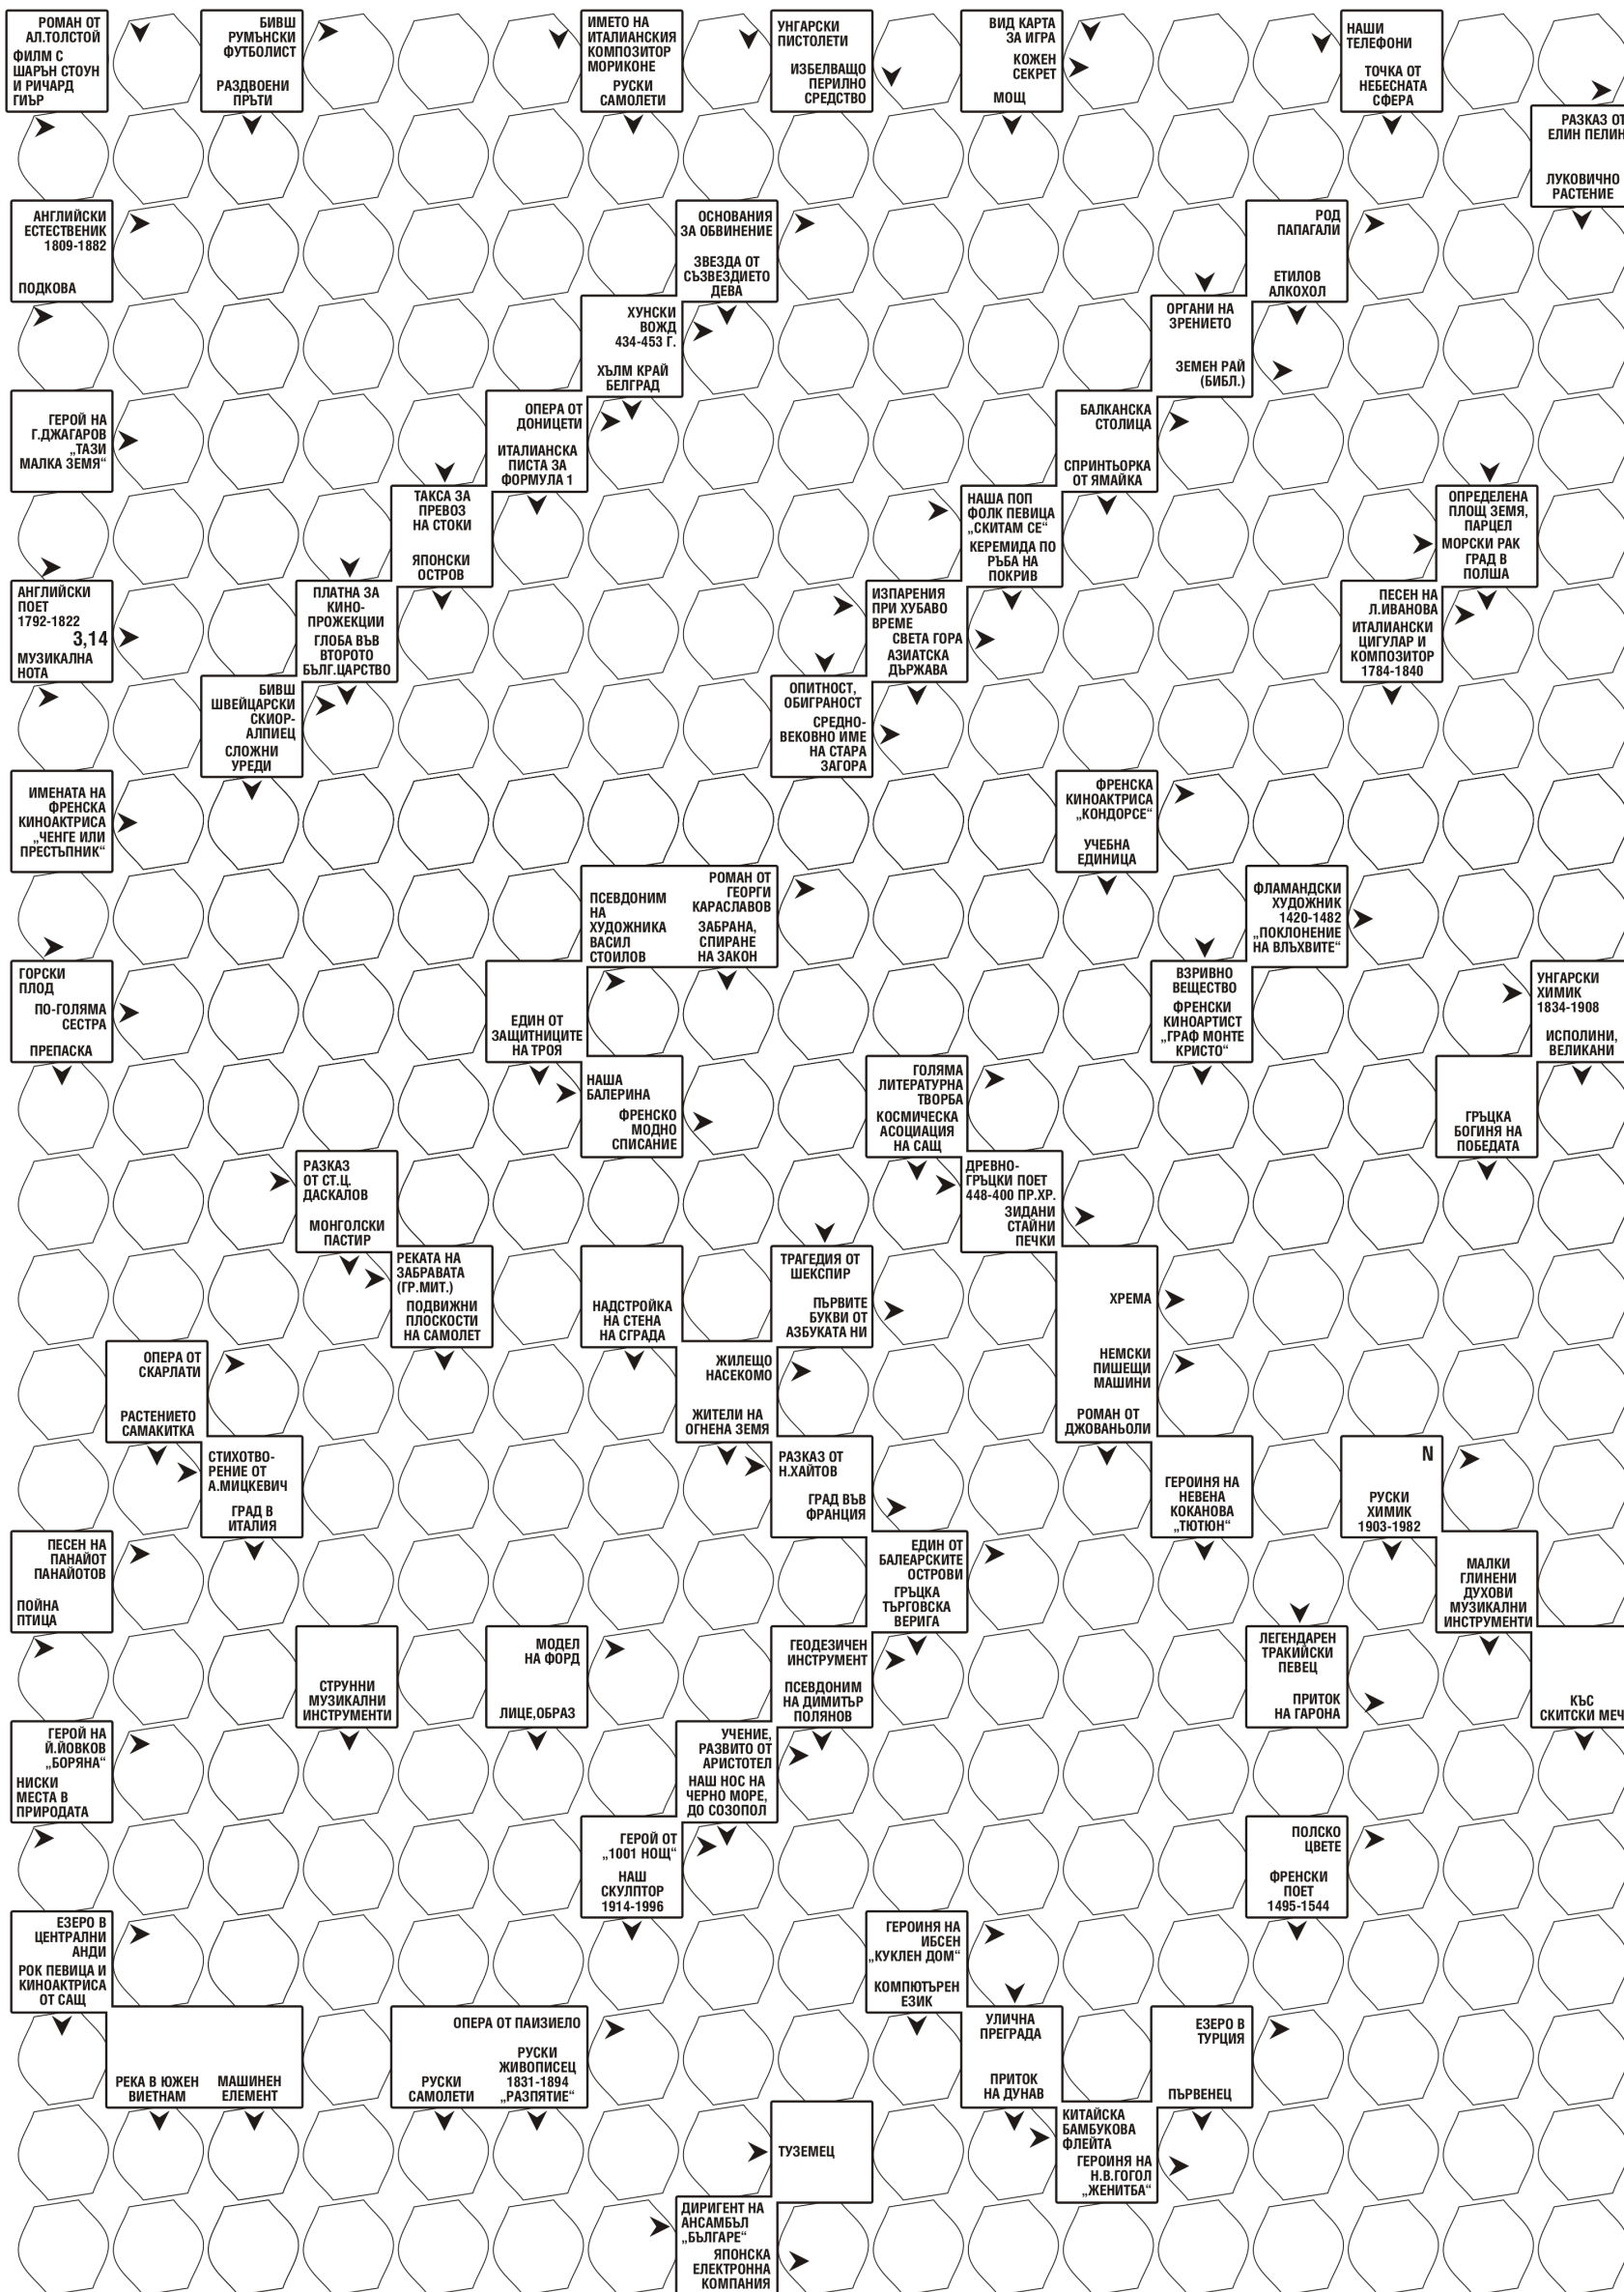 РОМАН ОТ
АЛ.ТОЛСТОЙ
ФИЛМ С
ШАРЪН СТОУН
И РИЧАРД
ГИЪР
БИВШ
РУМЪНСКИ
ФУТБОЛИСТ
РАЗДВОЕНИ
ПРЪТИ
ИМЕТО НА
ИТАЛИАНСКИЯ
КОМПОЗИТОР
МОРИКОНЕ
РУСКИ
САМОЛЕТИ
УНГАРСКИ
ПИСТОЛЕТИ
ИЗБЕЛВАЩО
ПЕРИЛНО
СРЕДСТВО
ВИД КАРТА
ЗА ИГРА
КОЖЕН
СЕКРЕТ
МОЩ
НАШИ
ТЕЛЕФОНИ
ТОЧКА ОТ
НЕБЕСНАТА
СФЕРА
РАЗКАЗ ОТ
ЕЛИН ПЕЛИН
ЛУКОВИЧНО
РАСТЕНИЕ
АНГЛИЙСКИ
ЕСТЕСТВЕНИК
1809-1882
ПОДКОВА
ОСНОВАНИЯ
ЗА ОБВИНЕНИЕ
ЗВЕЗДА ОТ
СЪЗВЕЗДИЕТО
ДЕВА
РОД
ПАПАГАЛИ
ЕТИЛОВ
АЛКОХОЛ
ХУНСКИ
ВОЖД
434-453 Г.
ХЪЛМ КРАЙ
БЕЛГРАД
ОРГАНИ НА
ЗРЕНИЕТО
ЗЕМЕН РАЙ
(БИБЛ.)
ГЕРОЙ НА
Г.ДЖАГАРОВ
„ТАЗИ
МАЛКА ЗЕМЯ“
ОПЕРА ОТ
ДОНИЦЕТИ
ИТАЛИАНСКА
ПИСТА ЗА
ФОРМУЛА 1
БАЛКАНСКА
СТОЛИЦА
СПРИНТЬОРКА
ОТ ЯМАЙКА
ТАКСА ЗА
ПРЕВОЗ
НА СТОКИ
ЯПОНСКИ
ОСТРОВ
НАША ПОП
ФОЛК ПЕВИЦА
„СКИТАМ СЕ“
КЕРЕМИДА ПО
РЪБА НА
ПОКРИВ
ОПРЕДЕЛЕНА
ПЛОЩ ЗЕМЯ,
ПАРЦЕЛ
МОРСКИ РАК
ГРАД В
ПОЛША
АНГЛИЙСКИ
ПОЕТ
1792-1822
3,14
МУЗИКАЛНА
НОТА
ПЛАТНА ЗА
КИНО-
ПРОЖЕКЦИИ
ГЛОБА ВЪВ
ВТОРОТО
БЪЛГ.ЦАРСТВО
ИЗПАРЕНИЯ
ПРИ ХУБАВО
ВРЕМЕ
СВЕТА ГОРА
АЗИАТСКА
ДЪРЖАВА
ПЕСЕН НА
Л.ИВАНОВА
ИТАЛИАНСКИ
ЦИГУЛАР И
КОМПОЗИТОР
1784-1840
БИВШ
ШВЕЙЦАРСКИ
СКИОР-
АЛПИЕЦ
СЛОЖНИ
УРЕДИ
ОПИТНОСТ,
ОБИГРАНОСТ
СРЕДНО-
ВЕКОВНО ИМЕ
НА СТАРА
ЗАГОРА
ИМЕНАТА НА
ФРЕНСКА
КИНОАКТРИСА
„ЧЕНГЕ ИЛИ
ПРЕСТЪПНИК“
ФРЕНСКА
КИНОАКТРИСА
„КОНДОРСЕ“
УЧЕБНА
ЕДИНИЦА
ПСЕВДОНИМ
НА
ХУДОЖНИКА
ВАСИЛ
СТОИЛОВ
РОМАН ОТ
ГЕОРГИ
КАРАСЛАВОВ
ЗАБРАНА,
СПИРАНЕ
НА ЗАКОН
ФЛАМАНДСКИ
ХУДОЖНИК
1420-1482
„ПОКЛОНЕНИЕ
НА ВЛЪХВИТЕ“
ГОРСКИ
ПЛОД
ПО-ГОЛЯМА
СЕСТРА
ПРЕПАСКА
ЕДИН ОТ
ЗАЩИТНИЦИТЕ
НА ТРОЯ
ВЗРИВНО
ВЕЩЕСТВО
ФРЕНСКИ
КИНОАРТИСТ
„ГРАФ МОНТЕ
КРИСТО“
УНГАРСКИ
ХИМИК
1834-1908
ИСПОЛИНИ,
ВЕЛИКАНИ
НАША
БАЛЕРИНА
ФРЕНСКО
МОДНО
СПИСАНИЕ
ГОЛЯМА
ЛИТЕРАТУРНА
ТВОРБА
КОСМИЧЕСКА
АСОЦИАЦИЯ
НА САЩ
ГРЪЦКА
БОГИНЯ НА
ПОБЕДАТА
РАЗКАЗ
ОТ СТ.Ц.
ДАСКАЛОВ
МОНГОЛСКИ
ПАСТИР
ДРЕВНО-
ГРЪЦКИ ПОЕТ
448-400 ПР.ХР.
ЗИДАНИ
СТАЙНИ
ПЕЧКИ
РЕКАТА НА
ЗАБРАВАТА
(ГР.МИТ.)
ПОДВИЖНИ
ПЛОСКОСТИ
НА САМОЛЕТ
НАДСТРОЙКА
НА СТЕНА
НА СГРАДА
ТРАГЕДИЯ ОТ
ШЕКСПИР
ПЪРВИТЕ
БУКВИ ОТ
АЗБУКАТА НИ
ХРЕМА
НЕМСКИ
ПИШЕЩИ
МАШИНИ
РОМАН ОТ
ДЖОВАНЬОЛИ
ОПЕРА ОТ
СКАРЛАТИ
РАСТЕНИЕТО
САМАКИТКА
ЖИЛЕЩО
НАСЕКОМО
ЖИТЕЛИ НА
ОГНЕНА ЗЕМЯ
СТИХОТВО-
РЕНИЕ ОТ
А.МИЦКЕВИЧ
ГРАД В
ИТАЛИЯ
РАЗКАЗ ОТ
Н.ХАЙТОВ
ГРАД ВЪВ
ФРАНЦИЯ
ГЕРОИНЯ НА
НЕВЕНА
КОКАНОВА
„ТЮТЮН“
N
РУСКИ
ХИМИК
1903-1982
ПЕСЕН НА
ПАНАЙОТ
ПАНАЙОТОВ
ПОЙНА
ПТИЦА
ЕДИН ОТ
БАЛЕАРСКИТЕ
ОСТРОВИ
ГРЪЦКА
ТЪРГОВСКА
ВЕРИГА
МАЛКИ
ГЛИНЕНИ
ДУХОВИ
МУЗИКАЛНИ
ИНСТРУМЕНТИ
СТРУННИ
МУЗИКАЛНИ
ИНСТРУМЕНТИ
МОДЕЛ
НА ФОРД
ЛИЦЕ,ОБРАЗ
ГЕОДЕЗИЧЕН
ИНСТРУМЕНТ
ПСЕВДОНИМ
НА ДИМИТЪР
ПОЛЯНОВ
ЛЕГЕНДАРЕН
ТРАКИЙСКИ
ПЕВЕЦ
ПРИТОК
НА ГАРОНА
КЪС
СКИТСКИ МЕЧ
ГЕРОЙ НА
Й.ЙОВКОВ
„БОРЯНА“
НИСКИ
МЕСТА В
ПРИРОДАТА
УЧЕНИЕ,
РАЗВИТО ОТ
АРИСТОТЕЛ
НАШ НОС НА
ЧЕРНО МОРЕ,
ДО СОЗОПОЛ
ГЕРОЙ ОТ
„1001 НОЩ“
НАШ
СКУЛПТОР
1914-1996
ПОЛСКО
ЦВЕТЕ
ФРЕНСКИ
ПОЕТ
1495-1544
ЕЗЕРО В
ЦЕНТРАЛНИ
АНДИ
РОК ПЕВИЦА И
КИНОАКТРИСА
ОТ САЩ
ГЕРОИНЯ НА
ИБСЕН
„КУКЛЕН ДОМ“
КОМПЮТЪРЕН
ЕЗИК
РЕКА В ЮЖЕН
ВИЕТНАМ
МАШИНЕН
ЕЛЕМЕНТ
ОПЕРА ОТ ПАИЗИЕЛО
РУСКИ
САМОЛЕТИ
РУСКИ
ЖИВОПИСЕЦ
1831-1894
„РАЗПЯТИЕ“
УЛИЧНА
ПРЕГРАДА
ПРИТОК
НА ДУНАВ
ЕЗЕРО В
ТУРЦИЯ
ПЪРВЕНЕЦ
ТУЗЕМЕЦ
КИТАЙСКА
БАМБУКОВА
ФЛЕЙТА
ГЕРОИНЯ НА
Н.В.ГОГОЛ
„ЖЕНИТБА“
ДИРИГЕНТ НА
АНСАМБЪЛ
„БЪЛГАРЕ“
ЯПОНСКА
ЕЛЕКТРОННА
КОМПАНИЯ